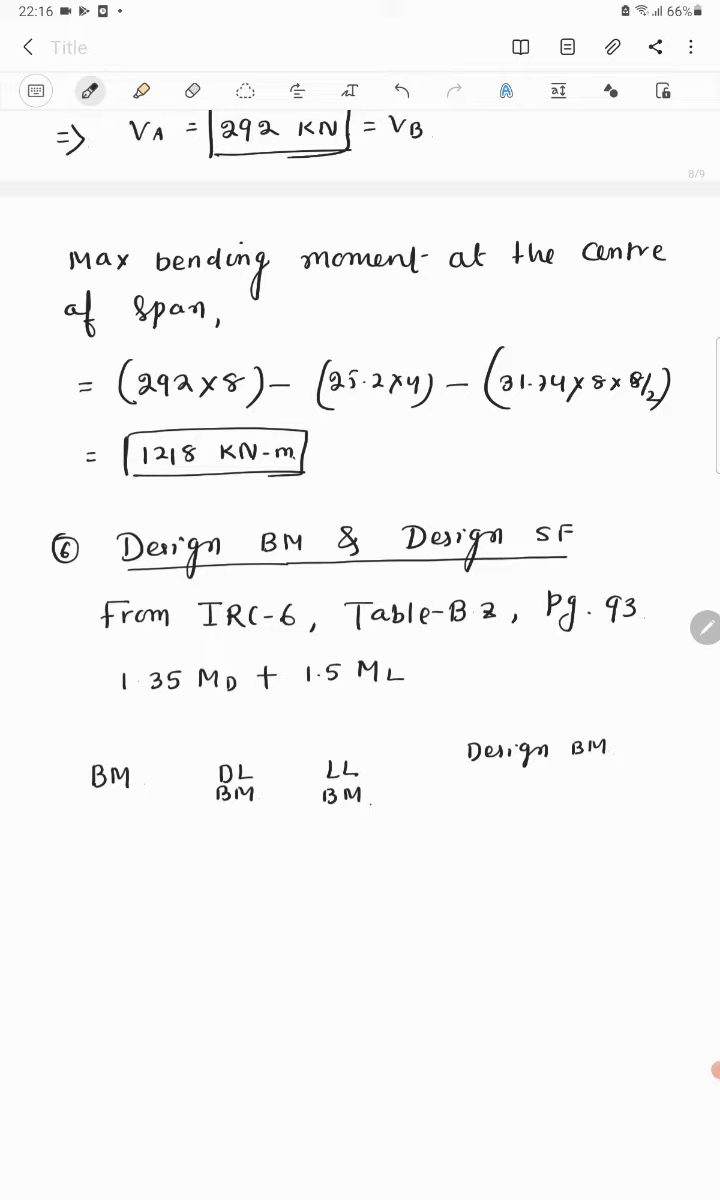 22:16 66%
Title
=> VA = 292 KN = VB
8/9
Max bending moment at the centre
of span,
= (292 x 8) - (25.2 x 4) - (31.24 x 8 x 8/2)
= 1218 KN-m
6 Design BM & Design SF
from IRC-6, Table-B2, Pg. 93
1.35 MD + 1.5 ML
BM DL BM LL BM Design BM